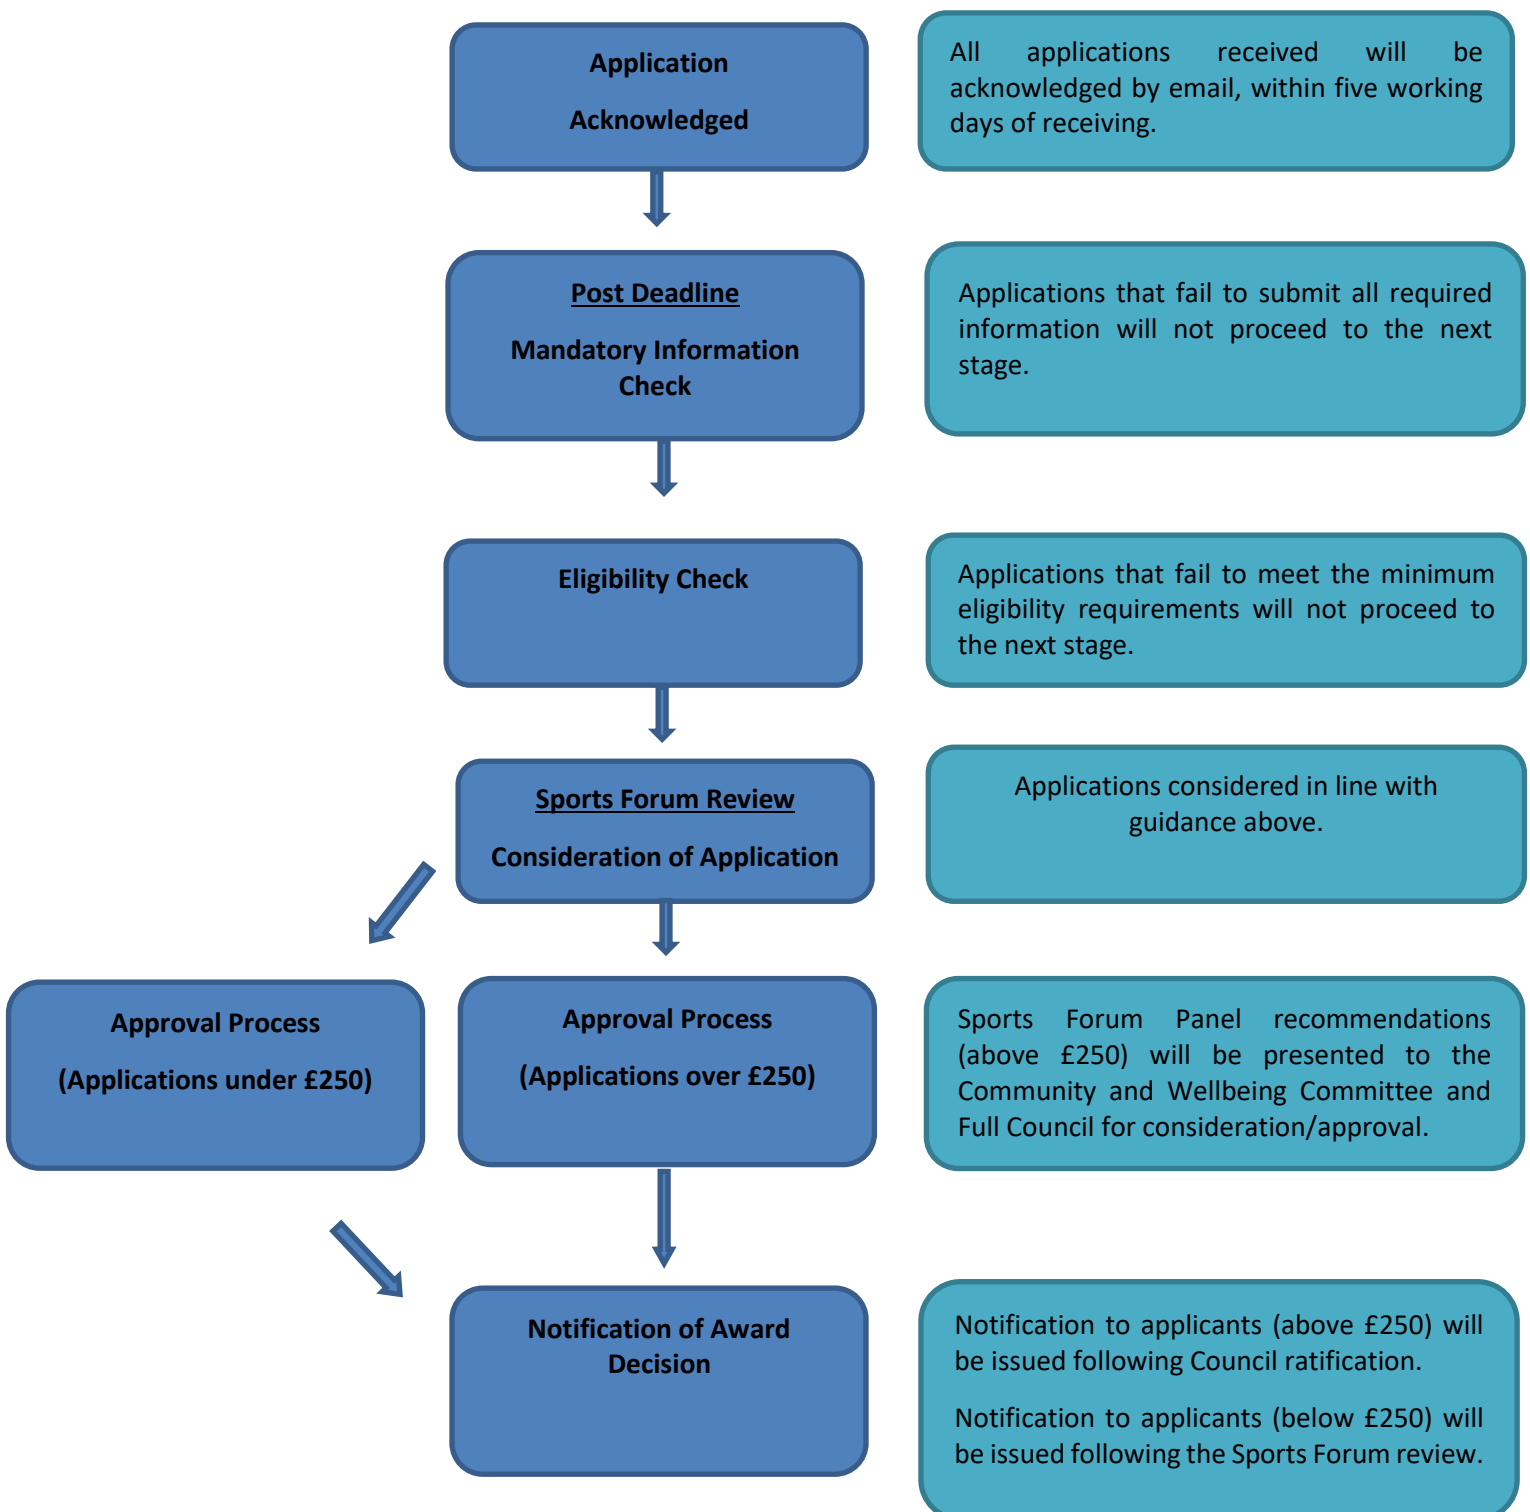 Application
Acknowledged
All applications received will be
acknowledged by email, within five working
days of receiving.
Post Deadline
Mandatory Information
Check
Applications that fail to submit all required
information will not proceed to the next
stage.
Eligibility Check
Applications that fail to meet the minimum
eligibility requirements will not proceed to
the next stage.
Sports Forum Review
Consideration of Application
Applications considered in line with
guidance above.
Approval Process
(Applications under £250)
Approval Process
(Applications over £250)
Sports Forum Panel recommendations
(above £250) will be presented to the
Community and Wellbeing Committee and
Full Council for consideration/approval.
Notification of Award
Decision
Notification to applicants (above £250) will
be issued following Council ratification.
Notification to applicants (below £250) will
be issued following the Sports Forum review.